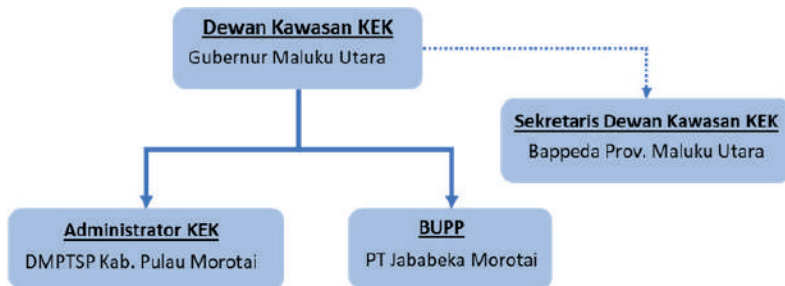 Dewan Kawasan KEK
Gubernur Maluku Utara
Sekretaris Dewan Kawasan KEK
Bappeda Prov. Maluku Utara
Administrator KEK
DMPTSP Kab. Pulau Morotai
BUPP
PT Jababeka Morotai